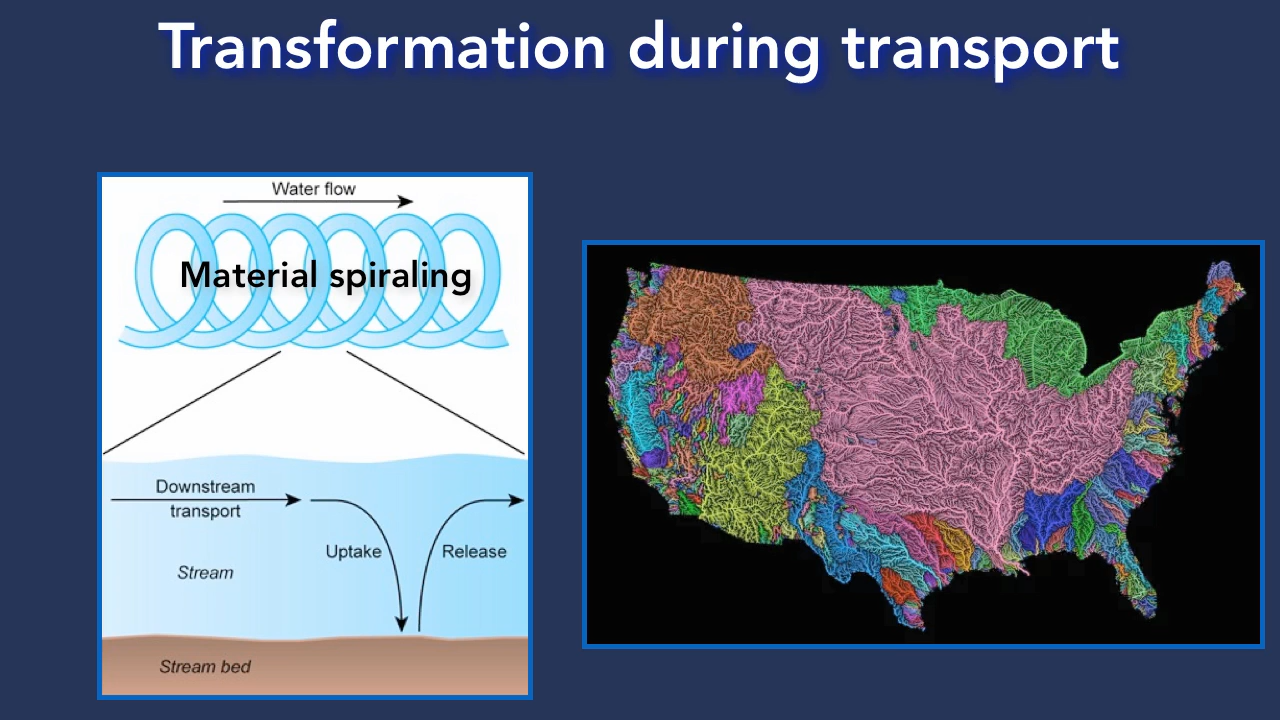 Transformation during transport
Water flow
Material spiraling
Downstream
transport
Uptake
Release
Stream
Stream bed